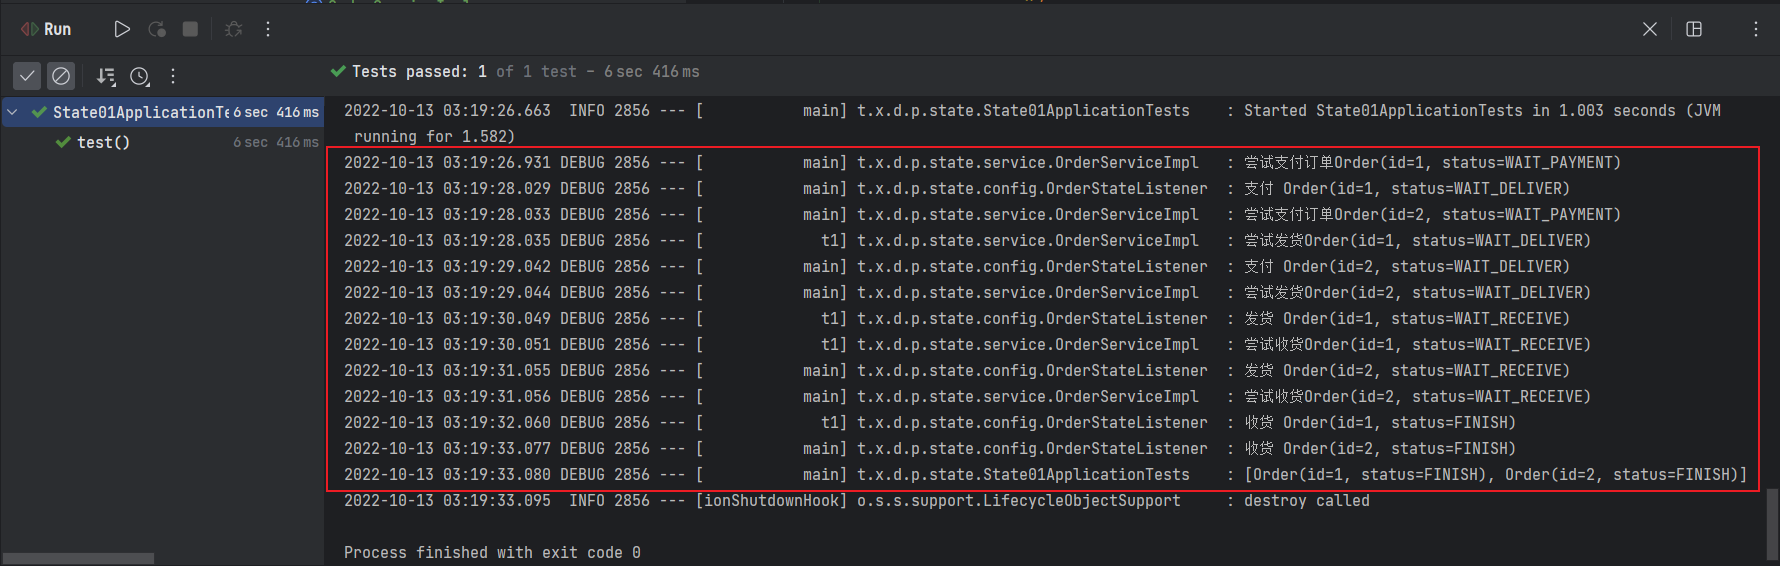 Run
Tests passed: 1 of 1 test – 6 sec 416 ms
State01ApplicationTe 6 sec 416 ms
test() 6 sec 416 ms
2022-10-13 03:19:26.663  INFO 2856 --- [           main] t.x.d.p.state.State01ApplicationTests    : Started State01ApplicationTests in 1.003 seconds (JVM
running for 1.582)
2022-10-13 03:19:26.931 DEBUG 2856 --- [           main] t.x.d.p.state.service.OrderServiceImpl   : 尝试支付订单Order(id=1, status=WAIT_PAYMENT)
2022-10-13 03:19:28.029 DEBUG 2856 --- [           main] t.x.d.p.state.config.OrderStateListener  : 支付 Order(id=1, status=WAIT_DELIVER)
2022-10-13 03:19:28.033 DEBUG 2856 --- [           main] t.x.d.p.state.service.OrderServiceImpl   : 尝试支付订单Order(id=2, status=WAIT_PAYMENT)
2022-10-13 03:19:28.035 DEBUG 2856 --- [             t1] t.x.d.p.state.service.OrderServiceImpl   : 尝试发货Order(id=1, status=WAIT_DELIVER)
2022-10-13 03:19:29.042 DEBUG 2856 --- [           main] t.x.d.p.state.config.OrderStateListener  : 支付 Order(id=2, status=WAIT_DELIVER)
2022-10-13 03:19:29.044 DEBUG 2856 --- [           main] t.x.d.p.state.service.OrderServiceImpl   : 尝试发货Order(id=2, status=WAIT_DELIVER)
2022-10-13 03:19:30.049 DEBUG 2856 --- [             t1] t.x.d.p.state.config.OrderStateListener  : 发货 Order(id=1, status=WAIT_RECEIVE)
2022-10-13 03:19:30.051 DEBUG 2856 --- [             t1] t.x.d.p.state.service.OrderServiceImpl   : 尝试收货Order(id=1, status=WAIT_RECEIVE)
2022-10-13 03:19:31.055 DEBUG 2856 --- [           main] t.x.d.p.state.config.OrderStateListener  : 发货 Order(id=2, status=WAIT_RECEIVE)
2022-10-13 03:19:31.056 DEBUG 2856 --- [           main] t.x.d.p.state.service.OrderServiceImpl   : 尝试收货Order(id=2, status=WAIT_RECEIVE)
2022-10-13 03:19:32.060 DEBUG 2856 --- [             t1] t.x.d.p.state.config.OrderStateListener  : 收货 Order(id=1, status=FINISH)
2022-10-13 03:19:33.077 DEBUG 2856 --- [           main] t.x.d.p.state.config.OrderStateListener  : 收货 Order(id=2, status=FINISH)
2022-10-13 03:19:33.080 DEBUG 2856 --- [           main] t.x.d.p.state.State01ApplicationTests    : [Order(id=1, status=FINISH), Order(id=2, status=FINISH)]
2022-10-13 03:19:33.095  INFO 2856 --- [ionShutdownHook] o.s.s.support.LifecycleObjectSupport     : destroy called
Process finished with exit code 0